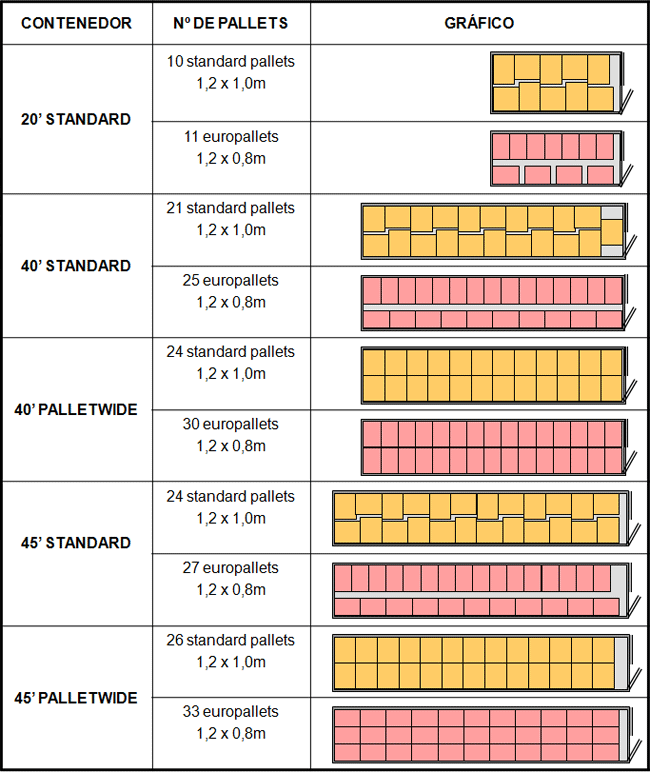 CONTENEDOR
Nº DE PALLETS
GRÁFICO
20’ STANDARD
10 standard pallets
1,2 x 1,0m
11 europallets
1,2 x 0,8m
40’ STANDARD
21 standard pallets
1,2 x 1,0m
25 europallets
1,2 x 0,8m
40’ PALLETWIDE
24 standard pallets
1,2 x 1,0m
30 europallets
1,2 x 0,8m
45’ STANDARD
24 standard pallets
1,2 x 1,0m
27 europallets
1,2 x 0,8m
45’ PALLETWIDE
26 standard pallets
1,2 x 1,0m
33 europallets
1,2 x 0,8m